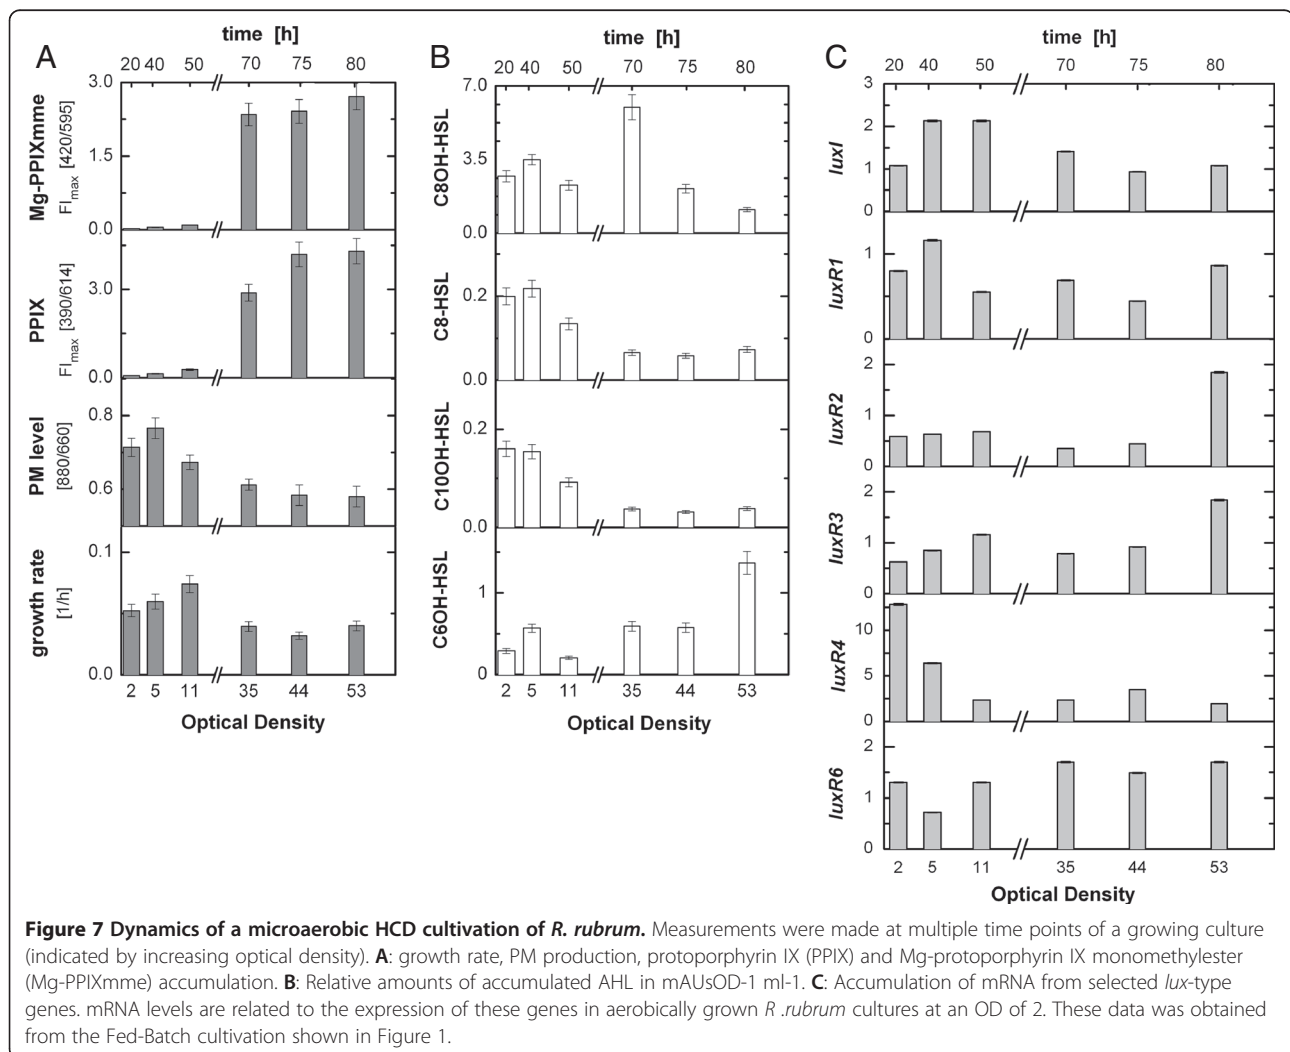 A
time [h]
20 40 50 70 75 80
3.0
1.5
0.0
Mg-PPIXmme
FImax [420/595]
3.0
0.0
PPIX
FImax [390/614]
0.8
0.6
PM level
[880/660]
0.1
0.0
growth rate
[1/h]
2 5 11 35 44 53
Optical Density
B
time [h]
20 40 50 70 75 80
7.0
3.5
0.0
C8OH-HSL
0.2
0.0
C8-HSL
0.2
0.0
C10OH-HSL
1
0
C6OH-HSL
2 5 11 35 44 53
Optical Density
C
time [h]
20 40 50 70 75 80
3
2
1
0
luxI
1
0
luxR1
2
1
0
luxR2
2
1
0
luxR3
10
5
0
luxR4
2
1
0
luxR6
2 5 11 35 44 53
Optical Density
Figure 7 Dynamics of a microaerobic HCD cultivation of R. rubrum. Measurements were made at multiple time points of a growing culture
(indicated by increasing optical density). A: growth rate, PM production, protoporphyrin IX (PPIX) and Mg-protoporphyrin IX monomethylester
(Mg-PPIXmme) accumulation. B: Relative amounts of accumulated AHL in mAUsOD-1 ml-1. C: Accumulation of mRNA from selected lux-type
genes. mRNA levels are related to the expression of these genes in aerobically grown R .rubrum cultures at an OD of 2. These data was obtained
from the Fed-Batch cultivation shown in Figure 1.